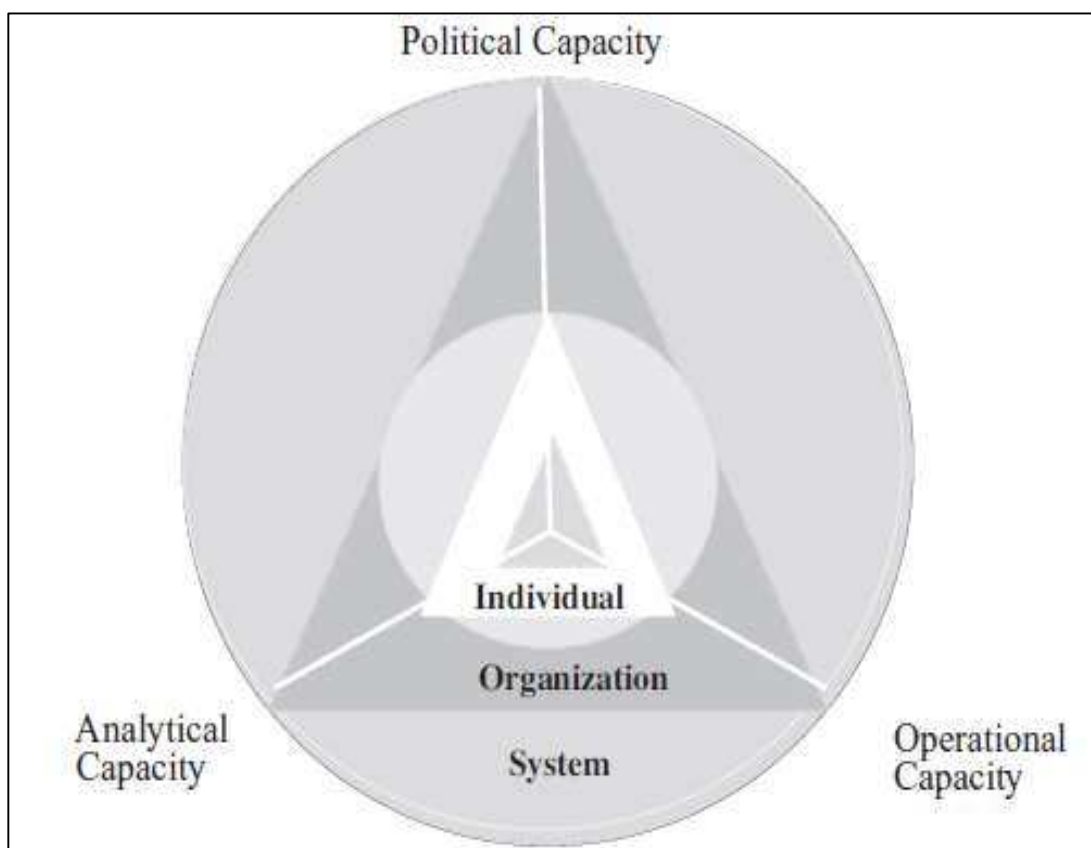 Political Capacity
Individual
Organization
Analytical
Capacity
System
Operational
Capacity